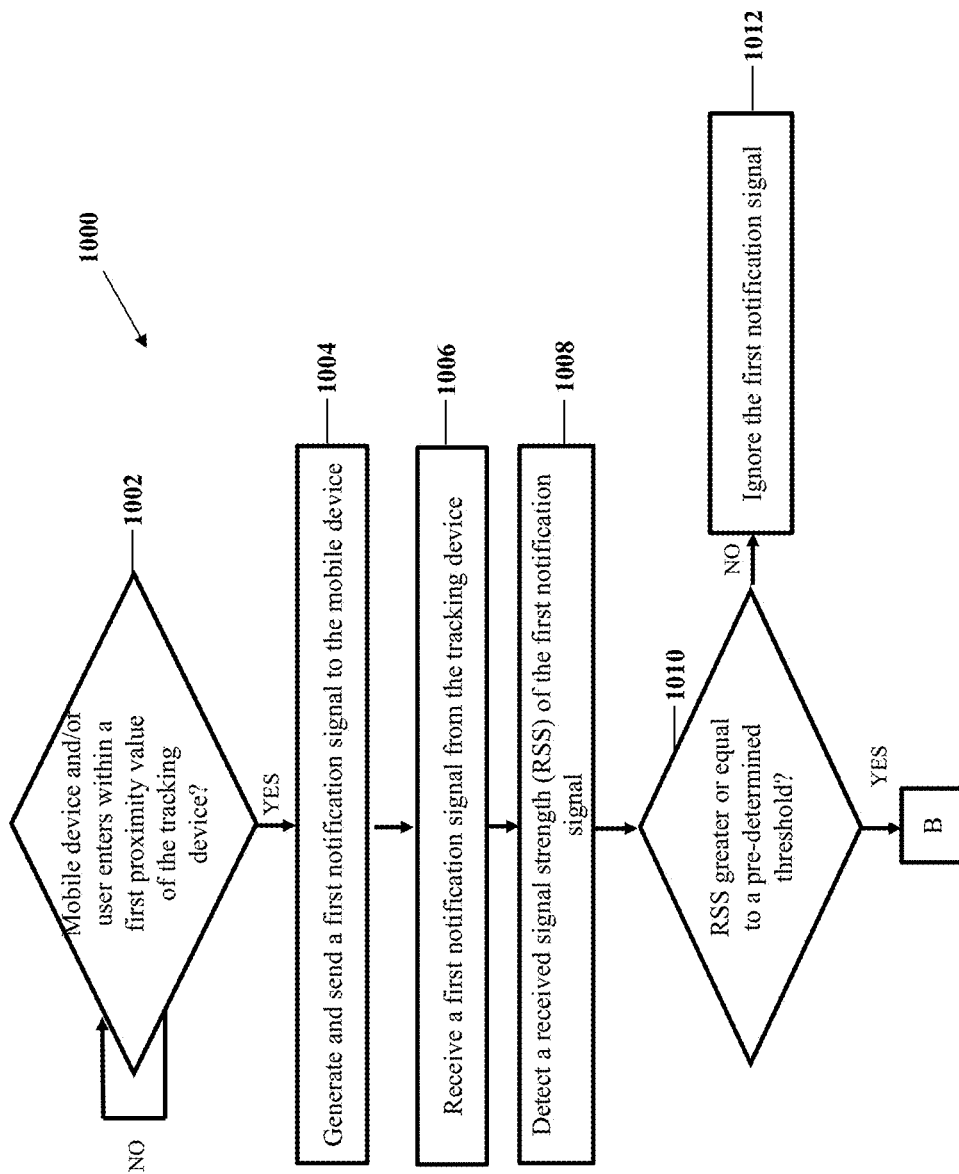 1000
1002
Mobile device and/or
user enters within a
first proximity value
of the tracking
device?
NO
YES
1004
Generate and send a first notification signal to the mobile device
1006
Receive a first notification signal from the tracking device
1008
Detect a received signal strength (RSS) of the first notification
signal
1010
RSS greater or equal
to a pre-determined
threshold?
NO
1012
Ignore the first notification signal
YES
B